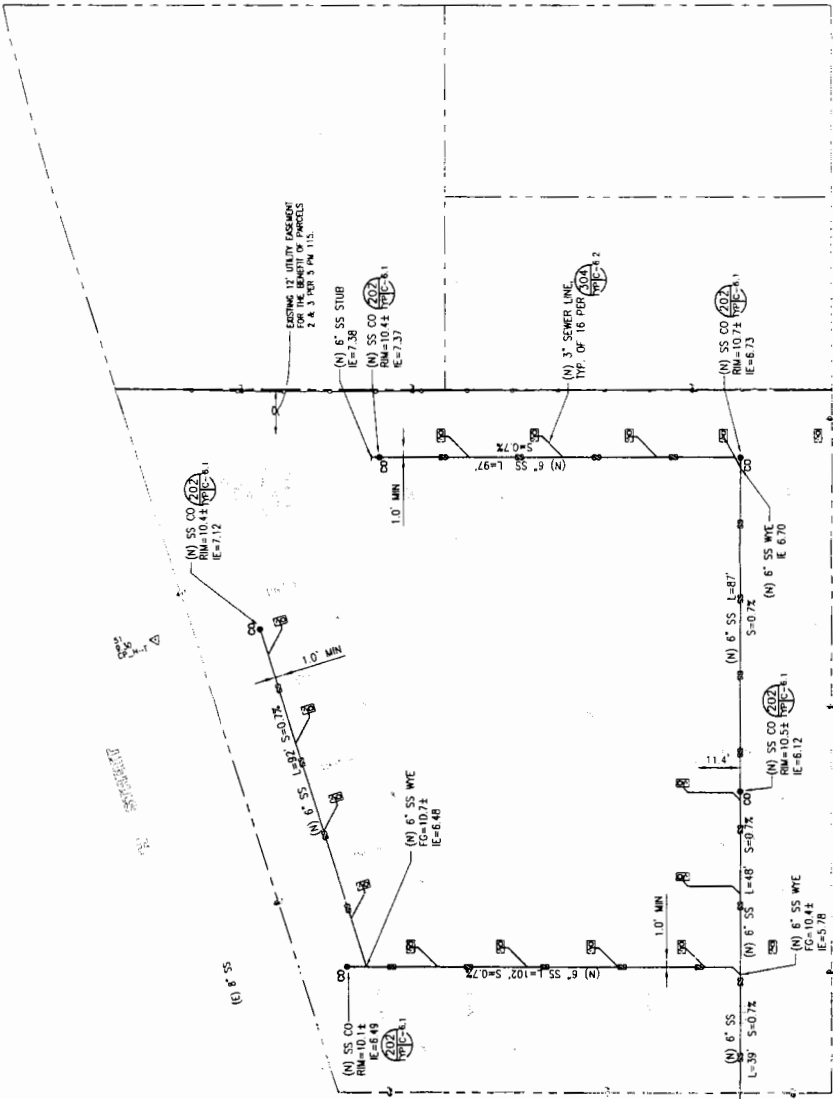 EXISTING 12' UTILITY EASEMENT
FOR THE BENEFIT OF PARCELS
2 & 3 PER 5 PM 115.
(N) 6" SS STUB
IE=7.38
(N) SS CO
RIM=10.4±
IE=7.37
202
TYP C-6.1
(N) 3" SEWER LINE,
TYP. OF 16 PER
304
TYP C-6.2
(N) SS CO
RIM=10.7±
IE=6.73
202
TYP C-6.1
CO
1.0' MIN
(N) 6" SS L=97'
S=0.7%
CO
(N) 6" SS WYE
IE 6.70
(N) SS CO
RIM=10.4±
IE=7.12
202
TYP C-6.1
CO
1.0' MIN
(N) 6" SS L=92' S=0.7%
(N) 6" SS WYE
FG=10.7±
IE=6.48
(N) 6" SS L=87'
S=0.7%
(N) SS CO
RIM=10.5±
IE=6.12
202
TYP C-6.1
11.4'
CO
S=0.7%
(N) 6" SS L=48'
(N) 6" SS WYE
FG=10.4±
IE=5.78
1.0' MIN
(N) 6" SS L=102' S=0.7%
(E) 8" SS
CO
(N) SS CO
RIM=10.1±
IE=6.49
202
TYP C-6.1
(N) 6" SS
L=39' S=0.7%